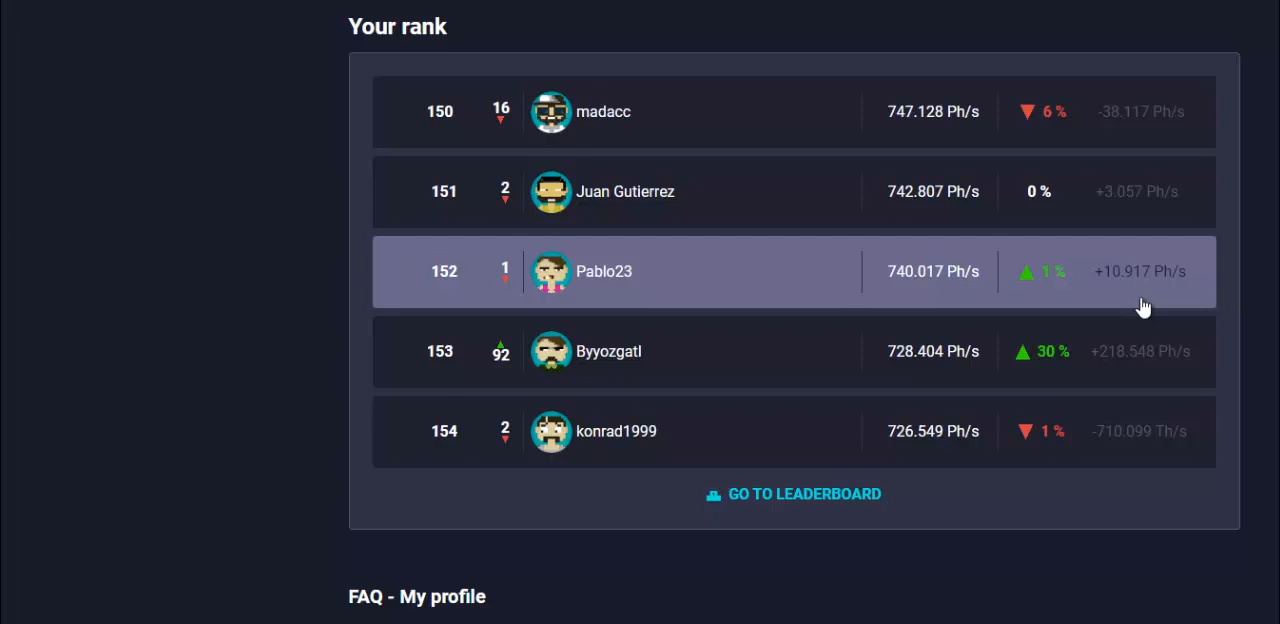 Your rank
150 16 madacc 747.128 Ph/s 6 % -38.117 Ph/s
151 2 Juan Gutierrez 742.807 Ph/s 0 % +3.057 Ph/s
152 1 Pablo23 740.017 Ph/s 1 % +10.917 Ph/s
153 92 Byyozgatl 728.404 Ph/s 30 % +218.548 Ph/s
154 2 konrad1999 726.549 Ph/s 1 % -710.099 Th/s
GO TO LEADERBOARD
FAQ - My profile